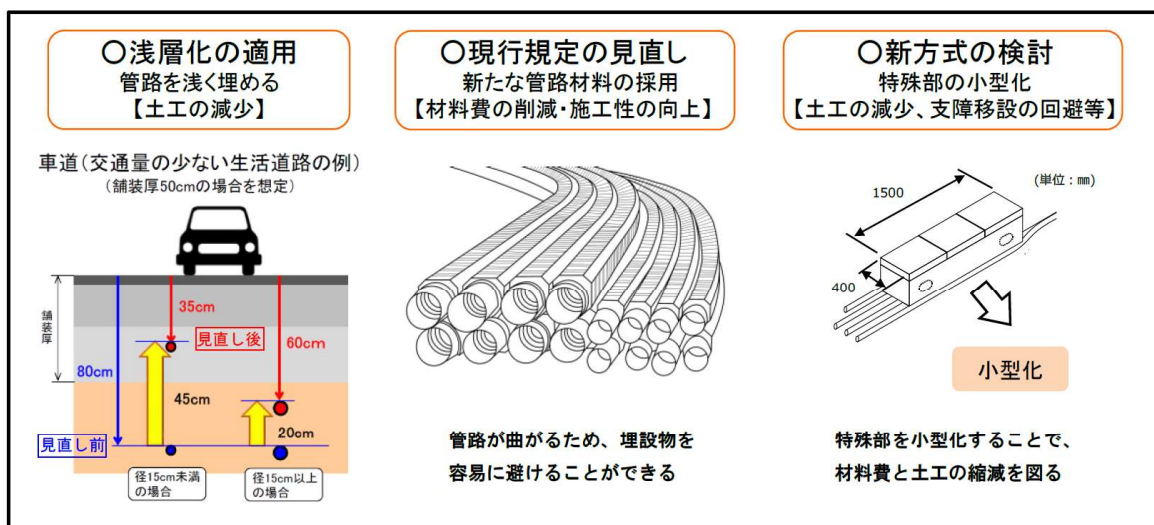 〇浅層化の適用
管路を浅く埋める
【土工の減少】
車道(交通量の少ない生活道路の例)
(舗装厚50cmの場合を想定)
舗装厚
35cm
見直し後
60cm
80cm
45cm
20cm
見直し前
径15cm未満
の場合
径15cm以上
の場合
〇現行規定の見直し
新たな管路材料の採用
【材料費の削減・施工性の向上】
管路が曲がるため、埋設物を
容易に避けることができる
〇新方式の検討
特殊部の小型化
【土工の減少、支障移設の回避等】
(単位:㎜)
1500
400
小型化
特殊部を小型化することで、
材料費と土工の縮減を図る